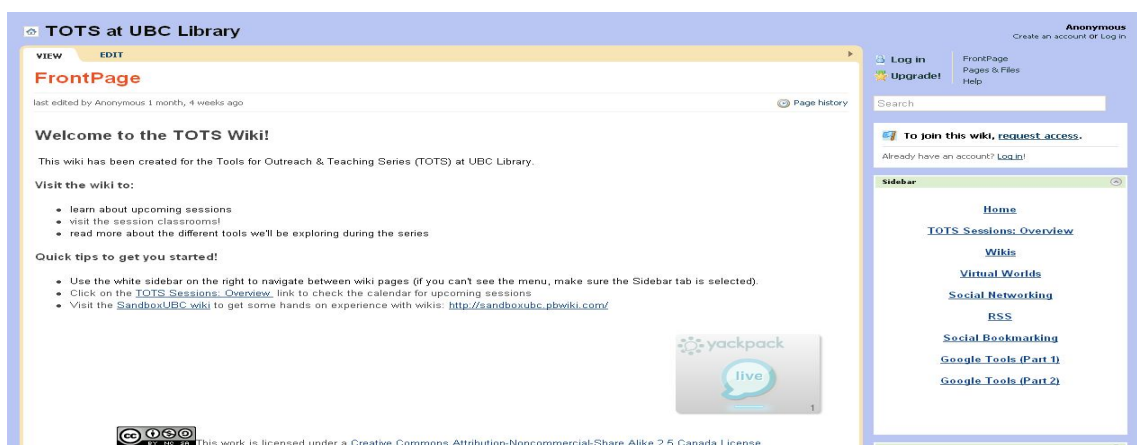 TOTS at UBC Library
Anonymous
Create an account or Log in
VIEW EDIT
FrontPage
last edited by Anonymous 1 month, 4 weeks ago
Page history
Welcome to the TOTS Wiki!
This wiki has been created for the Tools for Outreach & Teaching Series (TOTS) at UBC Library.
Visit the wiki to:
learn about upcoming sessions
visit the session classrooms!
read more about the different tools we'll be exploring during the series
Quick tips to get you started!
Use the white sidebar on the right to navigate between wiki pages (if you can't see the menu, make sure the Sidebar tab is selected).
Click on the TOTS Sessions: Overview link to check the calendar for upcoming sessions
Visit the SandboxUBC wiki to get some hands on experience with wikis: http://sandboxubc.pbwiki.com/
yackpack
live
1
cc
BY NC SA
This work is licensed under a Creative Commons Attribution-Noncommercial-Share Alike 2.5 Canada License
Log in
Upgrade!
FrontPage
Pages & Files
Help
Search
To join this wiki, request access.
Already have an account? Log in!
Sidebar
Home
TOTS Sessions: Overview
Wikis
Virtual Worlds
Social Networking
RSS
Social Bookmarking
Google Tools (Part 1)
Google Tools (Part 2)